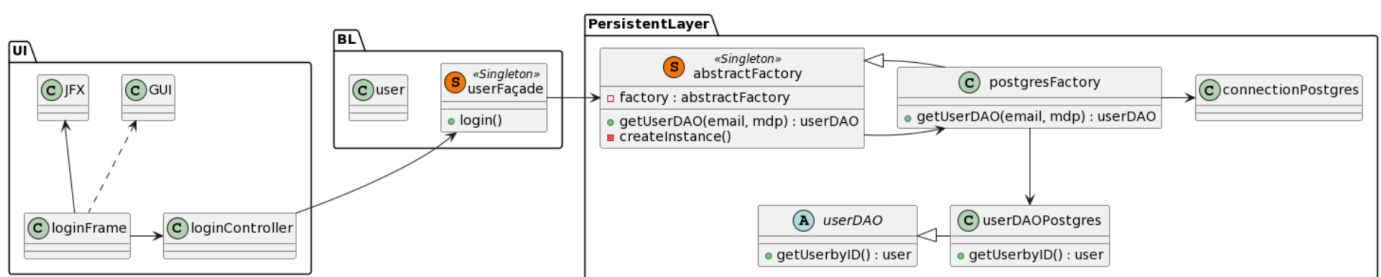 UI
C JFX
C GUI
C loginFrame
C loginController
BL
C user
S «Singleton»
userFaçade
login()
PersistentLayer
S «Singleton»
abstractFactory
factory : abstractFactory
getUserDAO(email, mdp) : userDAO
createInstance()
C postgresFactory
getUserDAO(email, mdp) : userDAO
C connectionPostgres
A userDAO
getUserbyID() : user
C userDAOPostgres
getUserbyID() : user